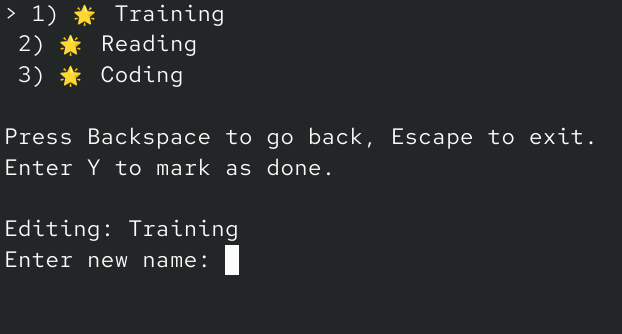 > 1) 🌟 Training
2) 🌟 Reading
3) 🌟 Coding
Press Backspace to go back, Escape to exit.
Enter Y to mark as done.
Editing: Training
Enter new name: